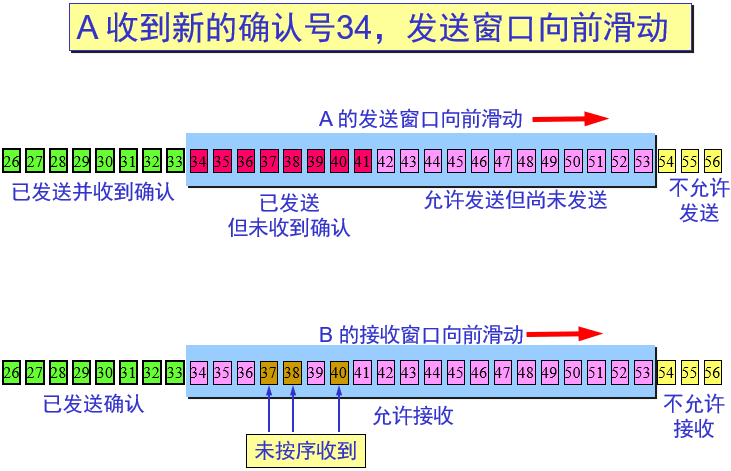 A 收到新的确认号34，发送窗口向前滑动
A 的发送窗口向前滑动
26 27 28 29 30 31 32 33 34 35 36 37 38 39 40 41 42 43 44 45 46 47 48 49 50 51 52 53 54 55 56
已发送并收到确认
已发送
但未收到确认
允许发送但尚未发送
不允许
发送
B 的接收窗口向前滑动
26 27 28 29 30 31 32 33 34 35 36 37 38 39 40 41 42 43 44 45 46 47 48 49 50 51 52 53 54 55 56
已发送确认
允许接收
不允许
接收
未按序收到